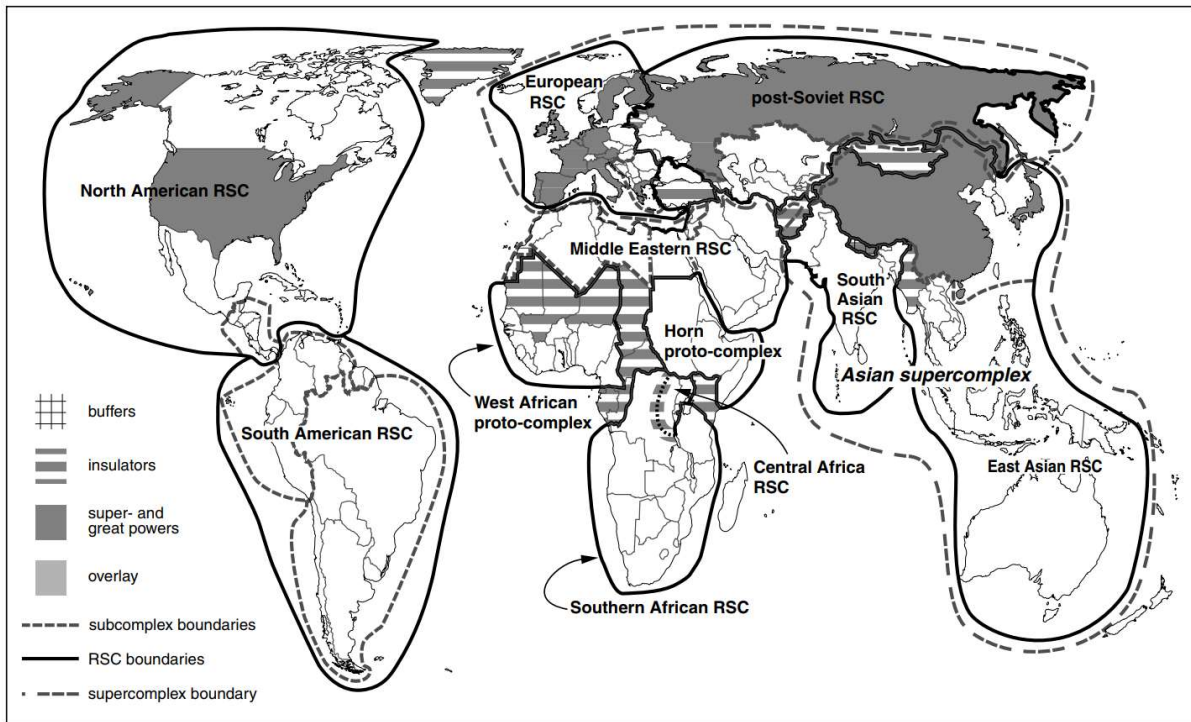 European
RSC
post-Soviet RSC
North American RSC
Middle Eastern RSC
South
Asian
RSC
Horn
proto-complex
Asian supercomplex
West African
proto-complex
South American RSC
Central Africa
RSC
East Asian RSC
Southern African RSC
buffers
insulators
super- and
great powers
overlay
subcomplex boundaries
RSC boundaries
supercomplex boundary